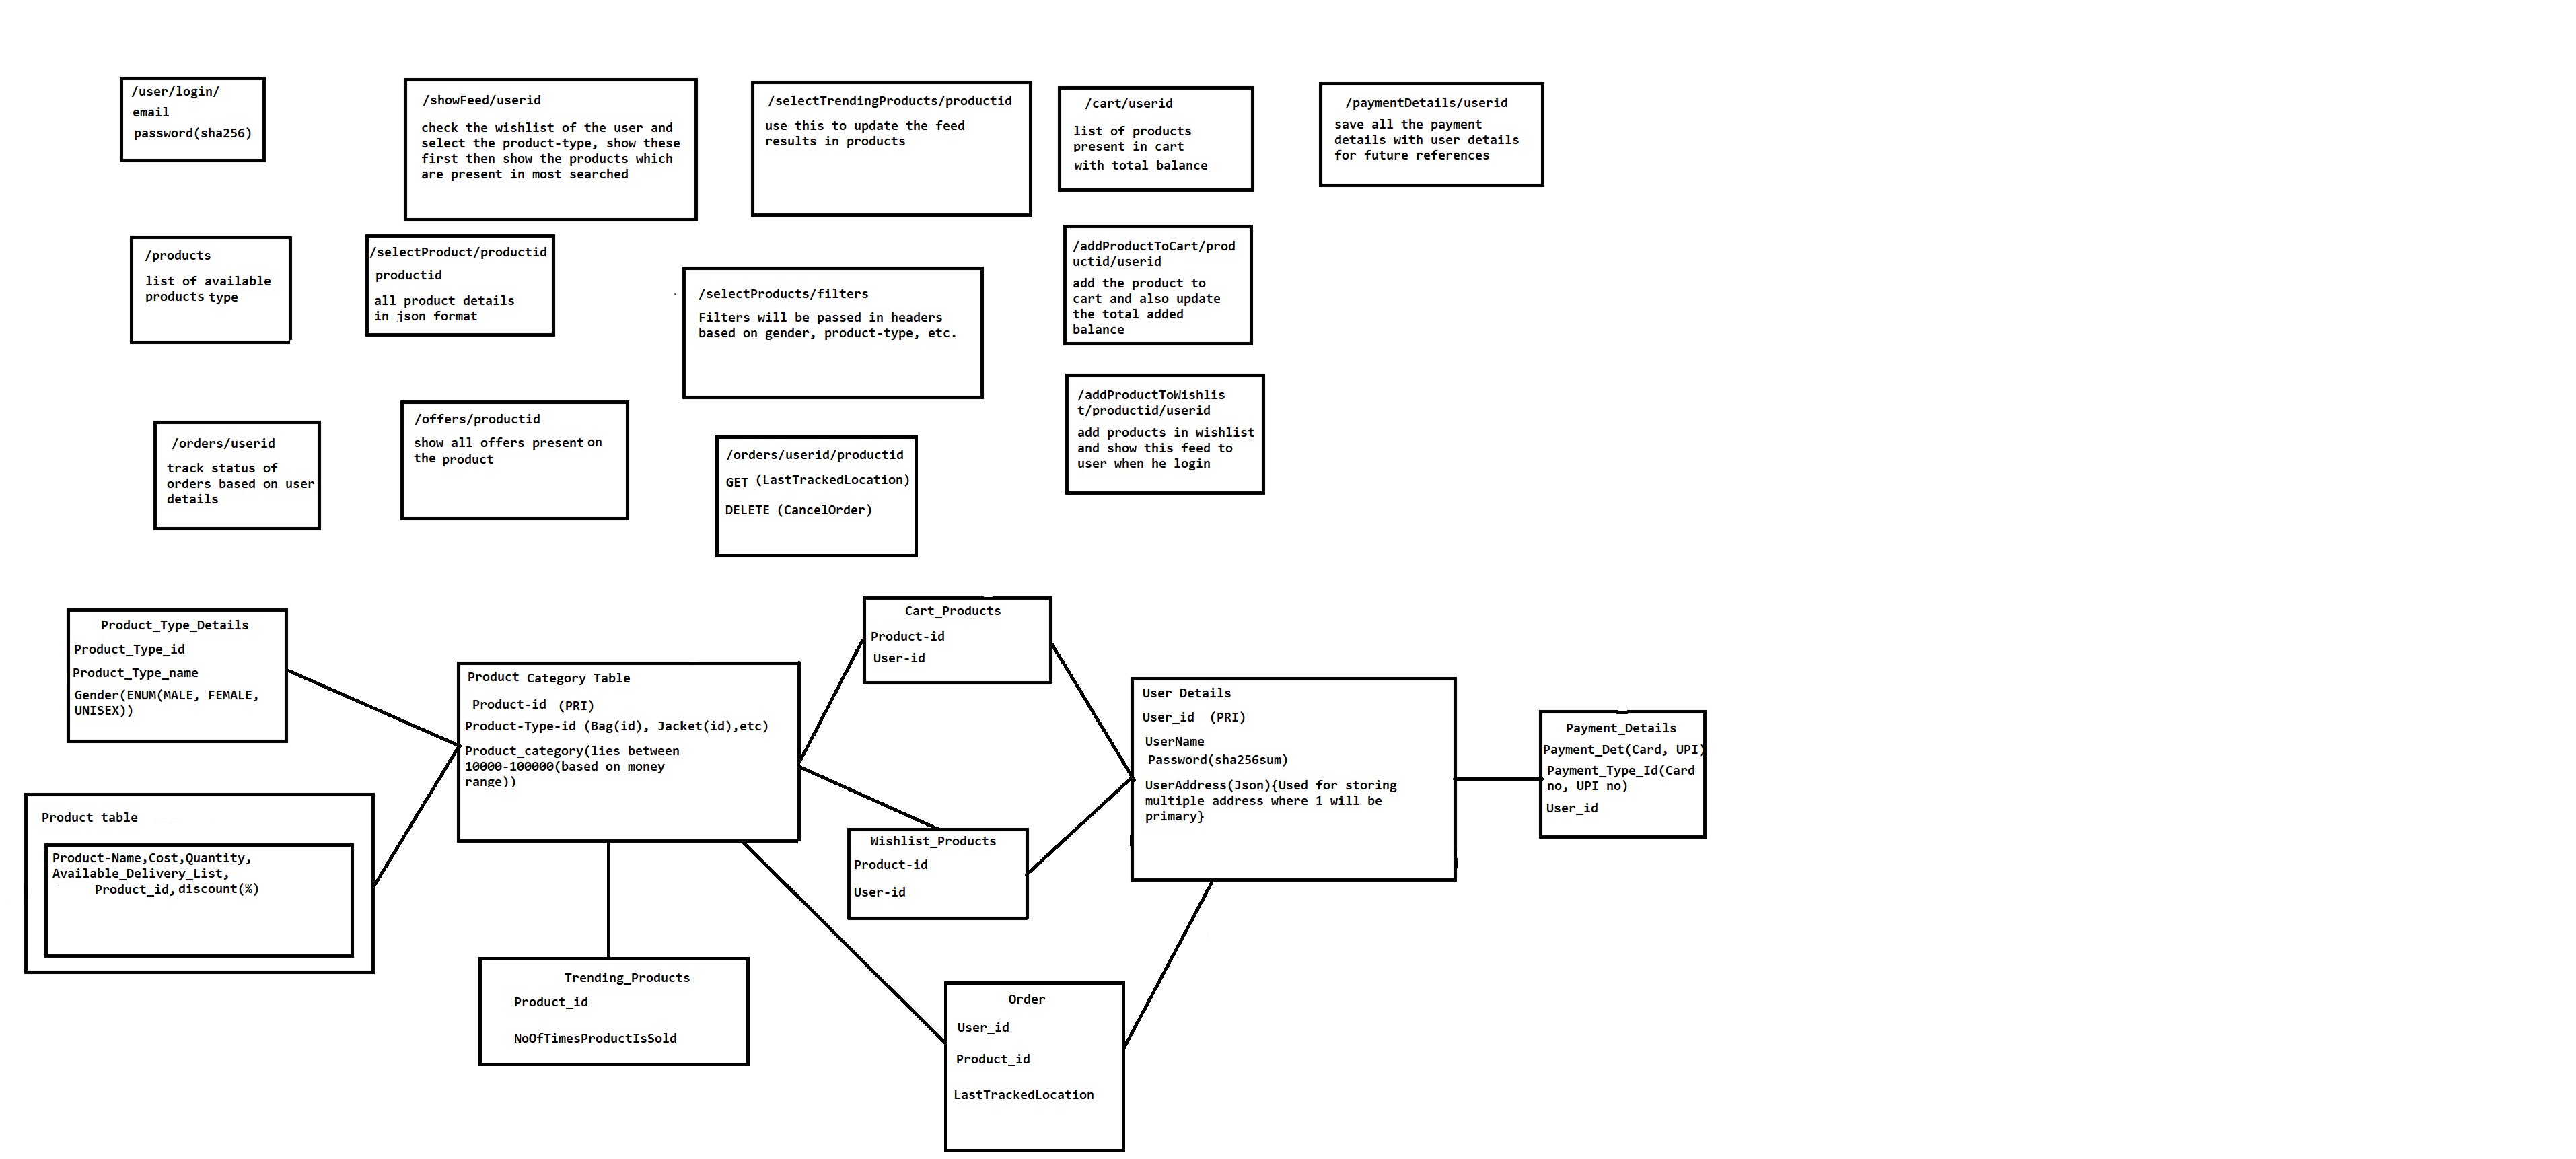 /user/login/
email
password(sha256)
/showFeed/userid
check the wishlist of the user and
select the product-type, show these
first then show the products which
are present in most searched
/selectTrendingProducts/productid
use this to update the feed
results in products
/cart/userid
list of products
present in cart
with total balance
/paymentDetails/userid
save all the payment
details with user details
for future references
/products
list of available
products type
/selectProduct/productid
productid
all product details
in json format
/selectProducts/filters
Filters will be passed in headers
based on gender, product-type, etc.
/addProductToCart/prod
uctid/userid
add the product to
cart and also update
the total added
balance
/addProductToWishlis
t/productid/userid
add products in wishlist
and show this feed to
user when he login
/orders/userid
track status of
orders based on user
details
/offers/productid
show all offers present on
the product
/orders/userid/productid
GET (LastTrackedLocation)
DELETE (CancelOrder)
Product_Type_Details
Product_Type_id
Product_Type_name
Gender(ENUM(MALE, FEMALE,
UNISEX))
Product Category Table
Product-id (PRI)
Product-Type-id (Bag(id), Jacket(id),etc)
Product_category(lies between
10000-100000(based on money
range))
Cart_Products
Product-id
User-id
User Details
User_id (PRI)
UserName
Password(sha256sum)
UserAddress(Json){Used for storing
multiple address where 1 will be
primary}
Payment_Details
Payment_Det(Card, UPI)
Payment_Type_Id(Card
no, UPI no)
User_id
Product table
Product-Name,Cost,Quantity,
Available_Delivery_List,
Product_id, discount(%)
Wishlist_Products
Product-id
User-id
Trending_Products
Product_id
NoOfTimesProductIsSold
Order
User_id
Product_id
LastTrackedLocation